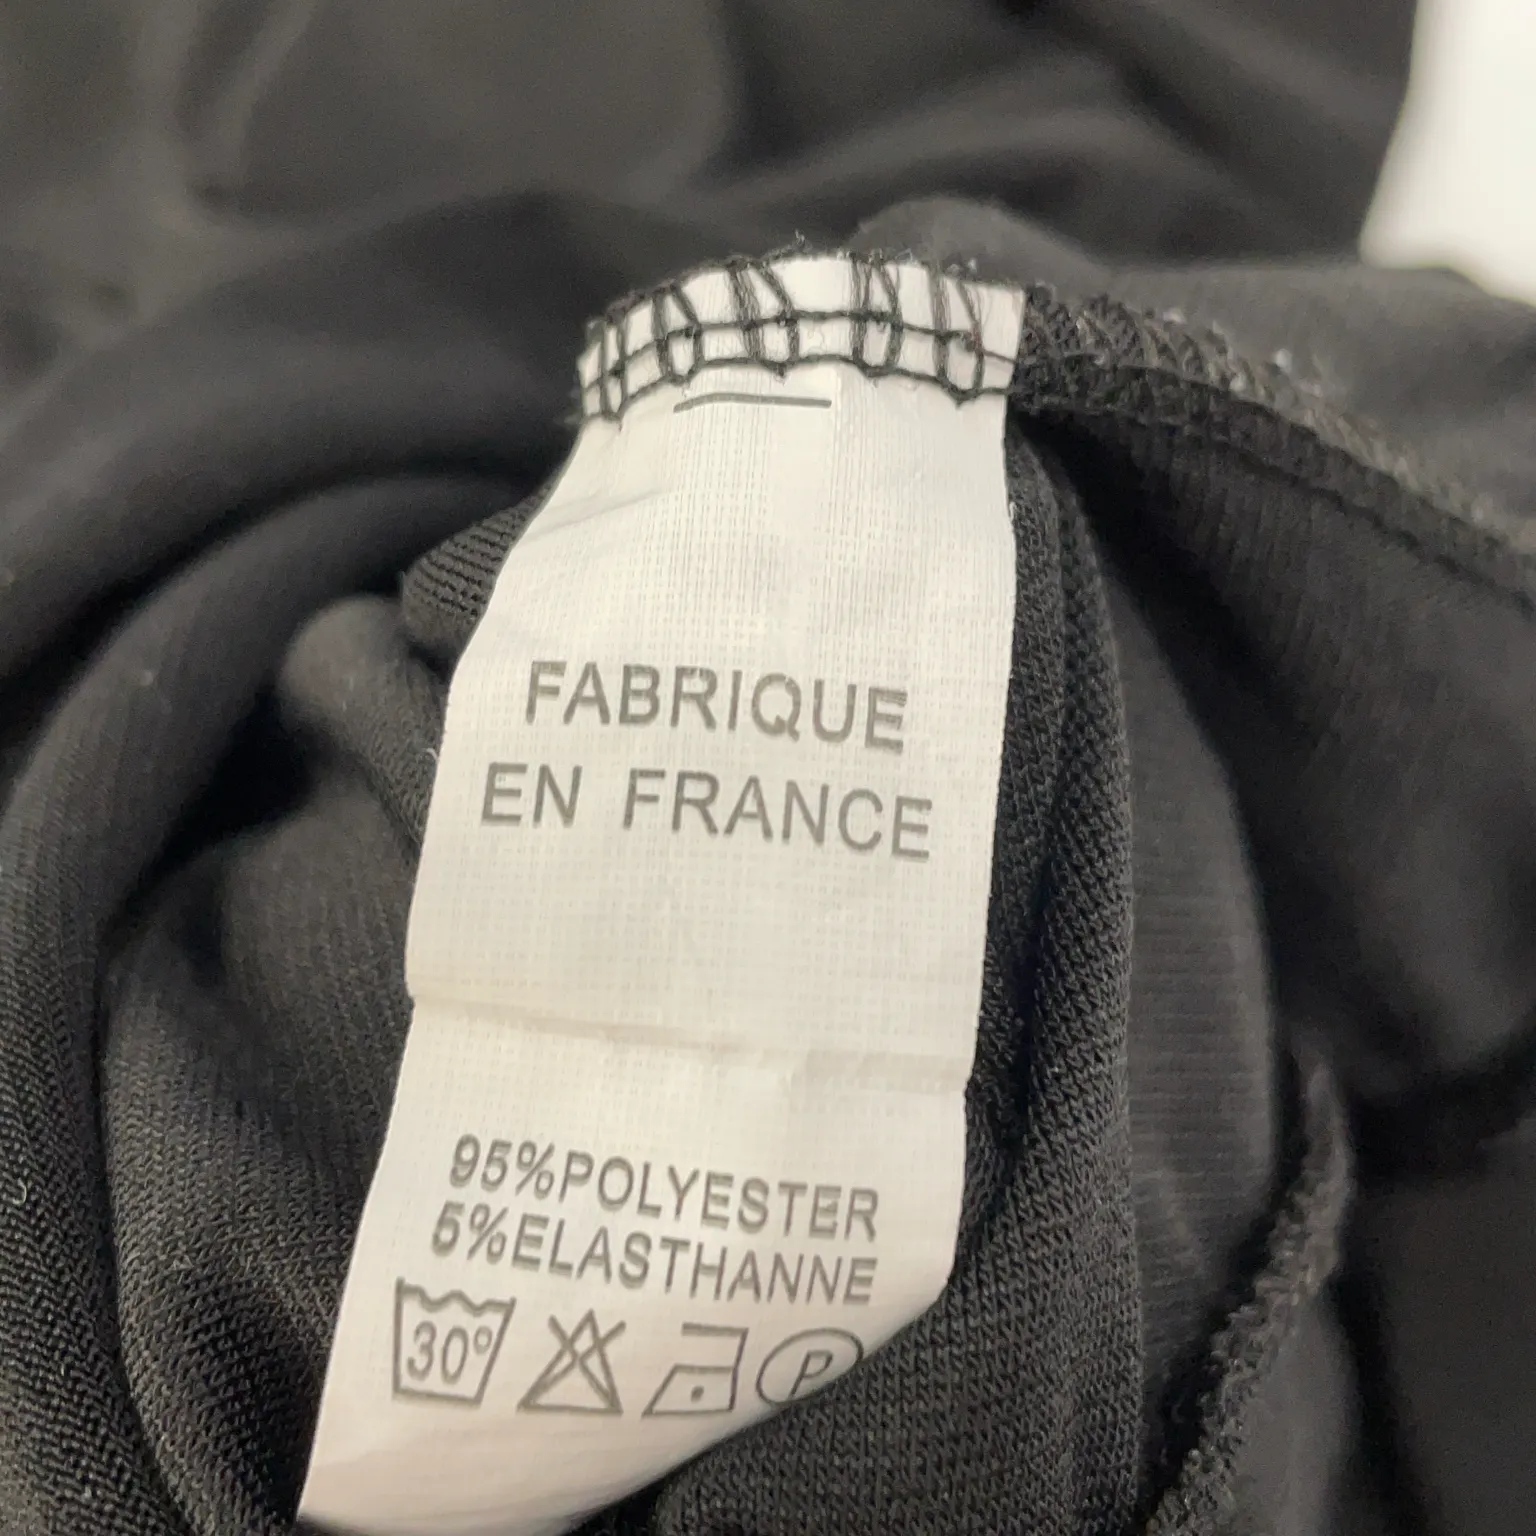 FABRIQUE
EN FRANCE
95%POLYESTER
5%ELASTHANNE
30°
P